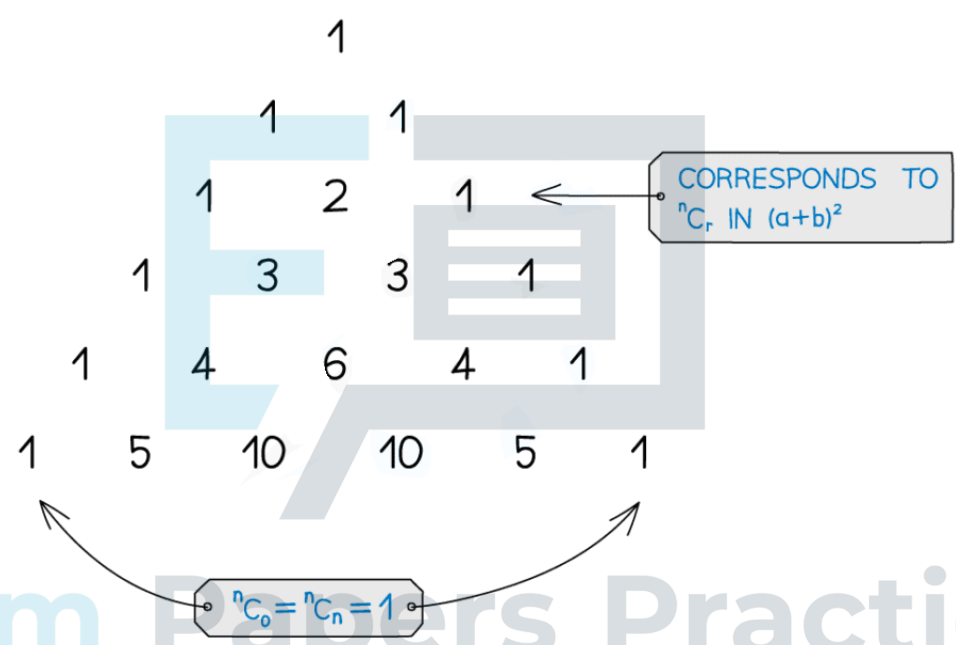 1
1 1
1 2 1
CORRESPONDS TO
ⁿCᵣ IN (a+b)²
1 3 3 1
1 4 6 4 1
1 5 10 10 5 1
ⁿC₀ = ⁿCₙ = 1
m Papers Practi